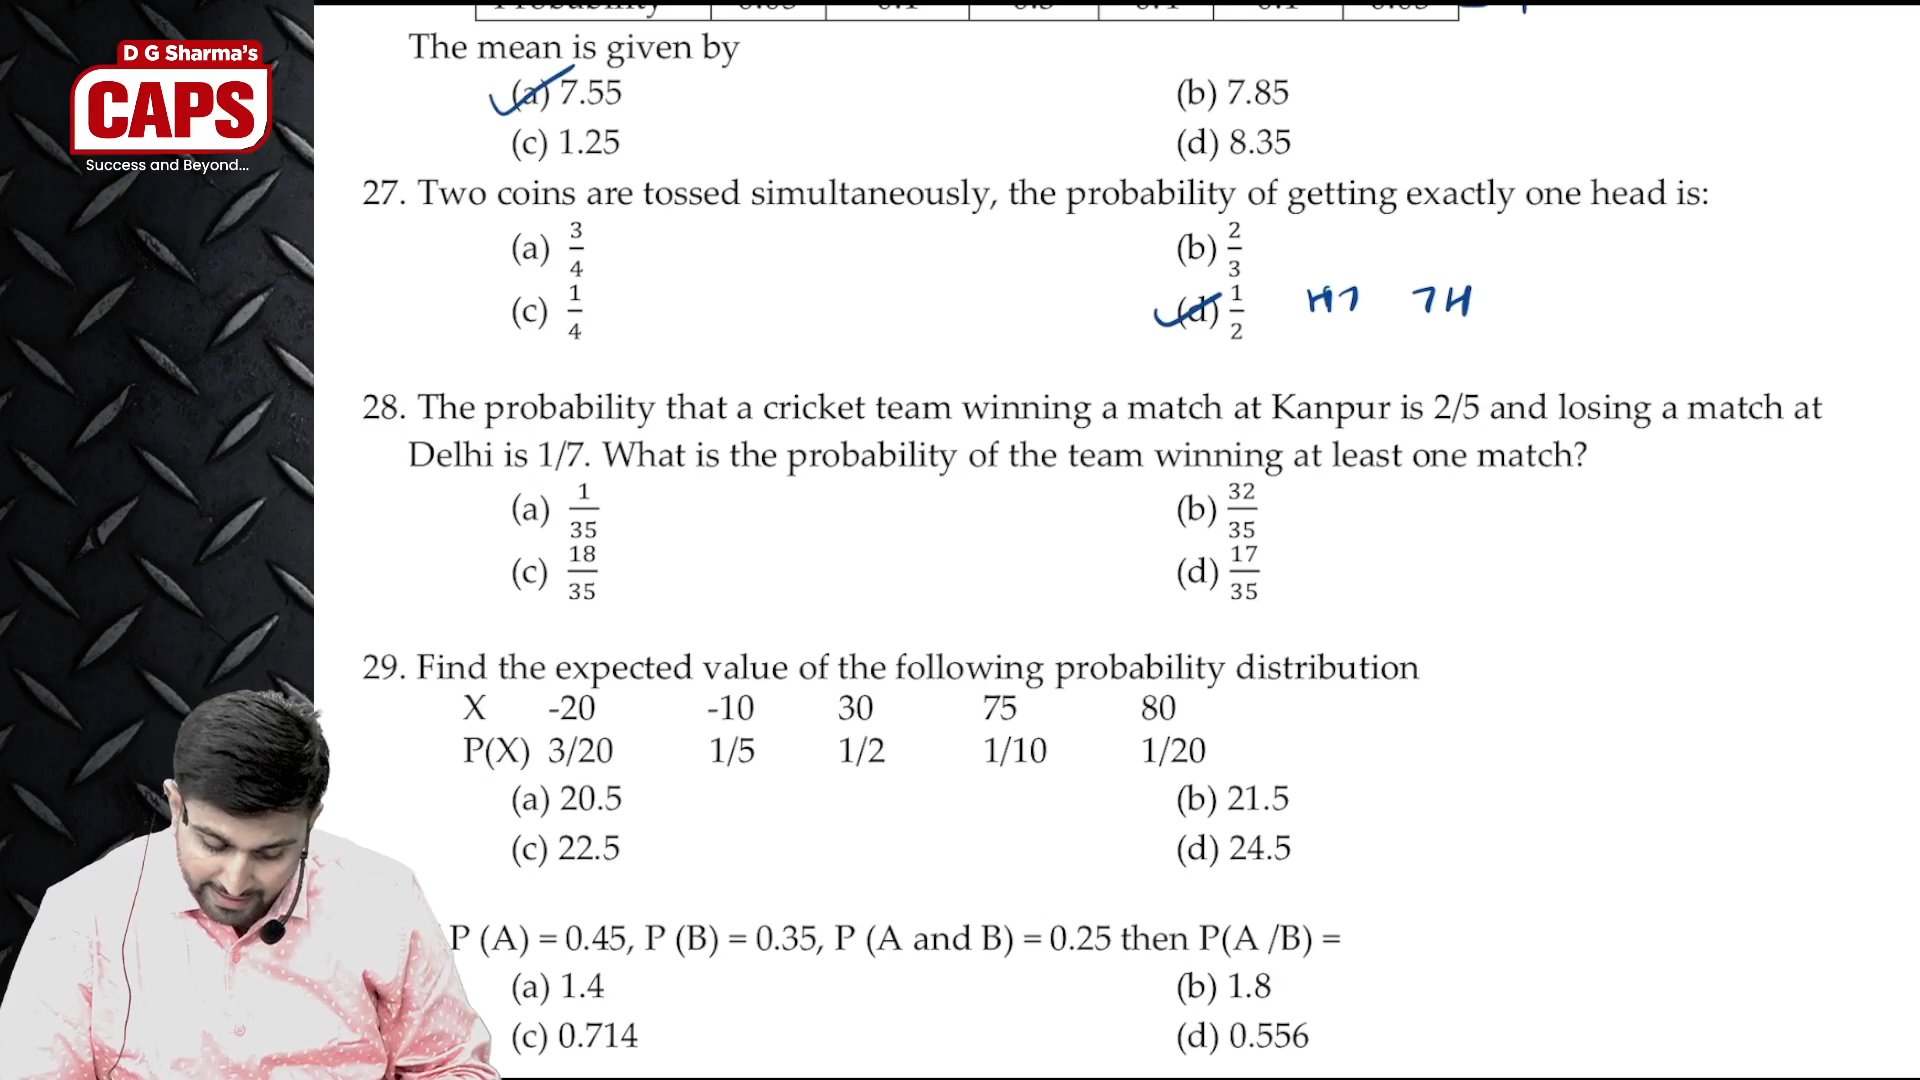 D G Sharma's
CAPS
Success and Beyond...
The mean is given by
(a) 7.55 (b) 7.85
(c) 1.25 (d) 8.35
27. Two coins are tossed simultaneously, the probability of getting exactly one head is:
(a) 3/4 (b) 2/3
(c) 1/4 (d) 1/2 HT TH
28. The probability that a cricket team winning a match at Kanpur is 2/5 and losing a match at
Delhi is 1/7. What is the probability of the team winning at least one match?
(a) 1/35 (b) 32/35
(c) 18/35 (d) 17/35
29. Find the expected value of the following probability distribution
X -20 -10 30 75 80
P(X) 3/20 1/5 1/2 1/10 1/20
(a) 20.5 (b) 21.5
(c) 22.5 (d) 24.5
P (A) = 0.45, P (B) = 0.35, P (A and B) = 0.25 then P(A /B) =
(a) 1.4 (b) 1.8
(c) 0.714 (d) 0.556